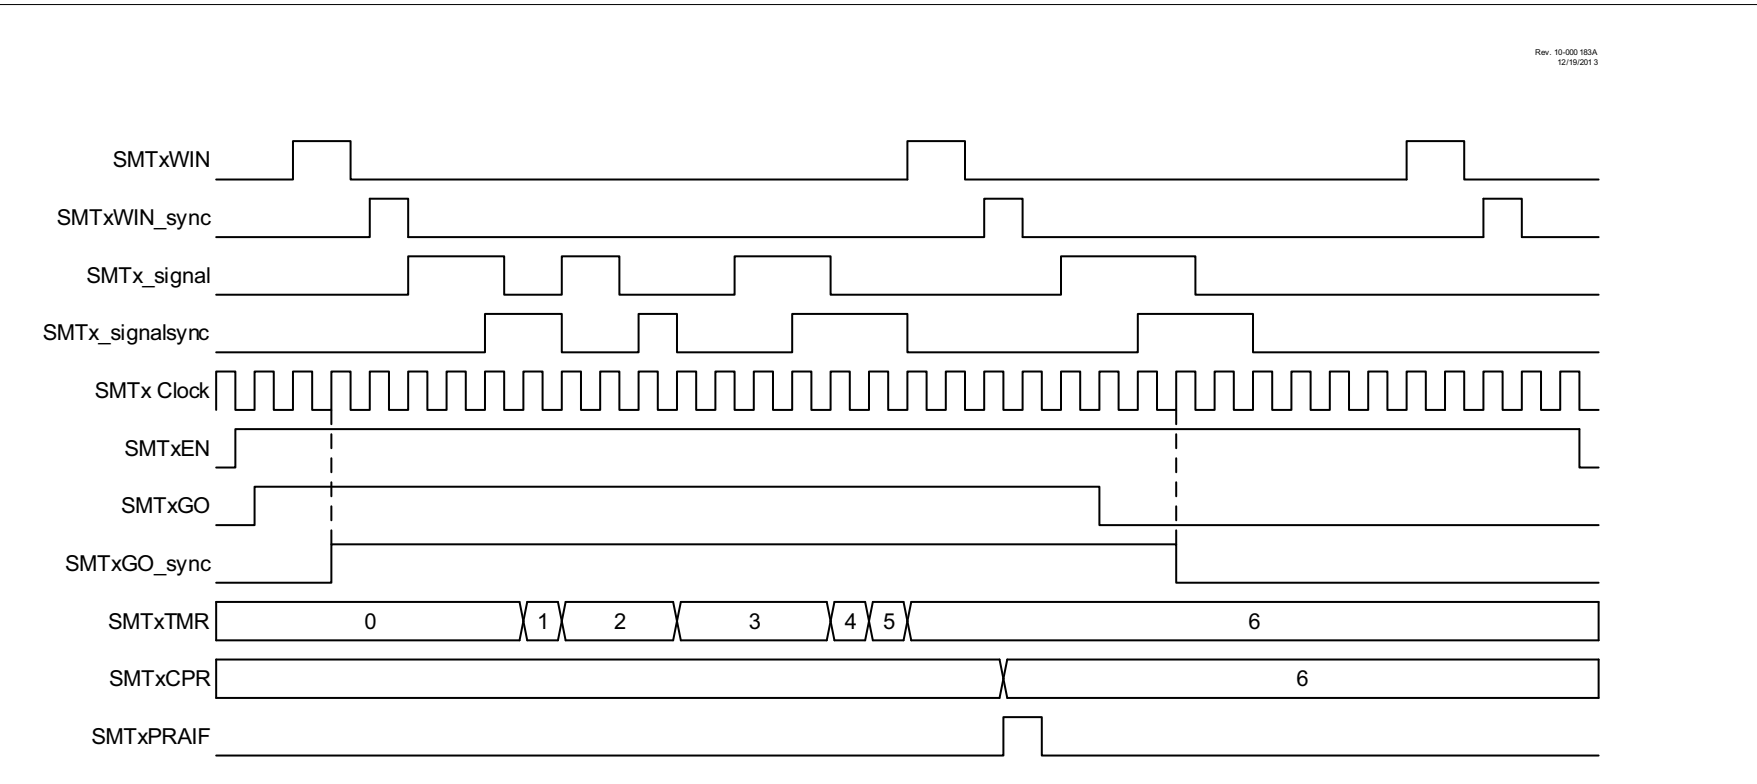 Rev. 10-000 183A
12/19/201 3
SMTxWIN
SMTxWIN_sync
SMTx_signal
SMTx_signalsync
SMTx Clock
SMTxEN
SMTxGO
SMTxGO_sync
SMTxTMR 0 1 2 3 4 5 6
SMTxCPR 6
SMTxPRAIF